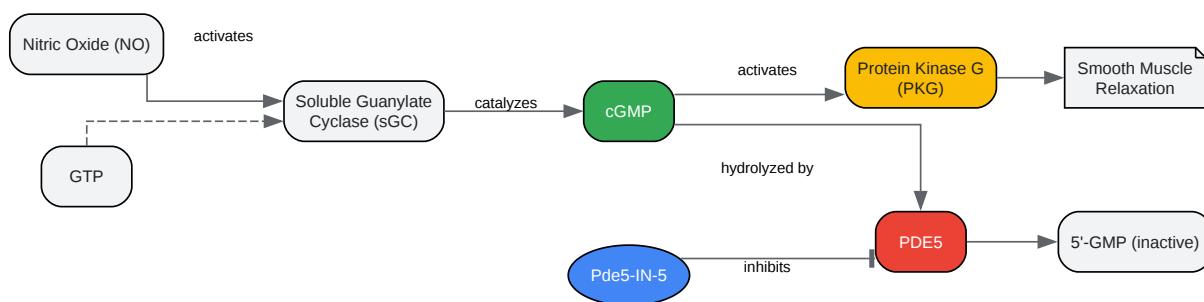 Nitric Oxide (NO)
activates
GTP
Soluble Guanylate
Cyclase (sGC)
catalyzes
cGMP
activates
Protein Kinase G
(PKG)
Smooth Muscle
Relaxation
hydrolyzed by
PDE5
5'-GMP (inactive)
Pde5-IN-5
inhibits